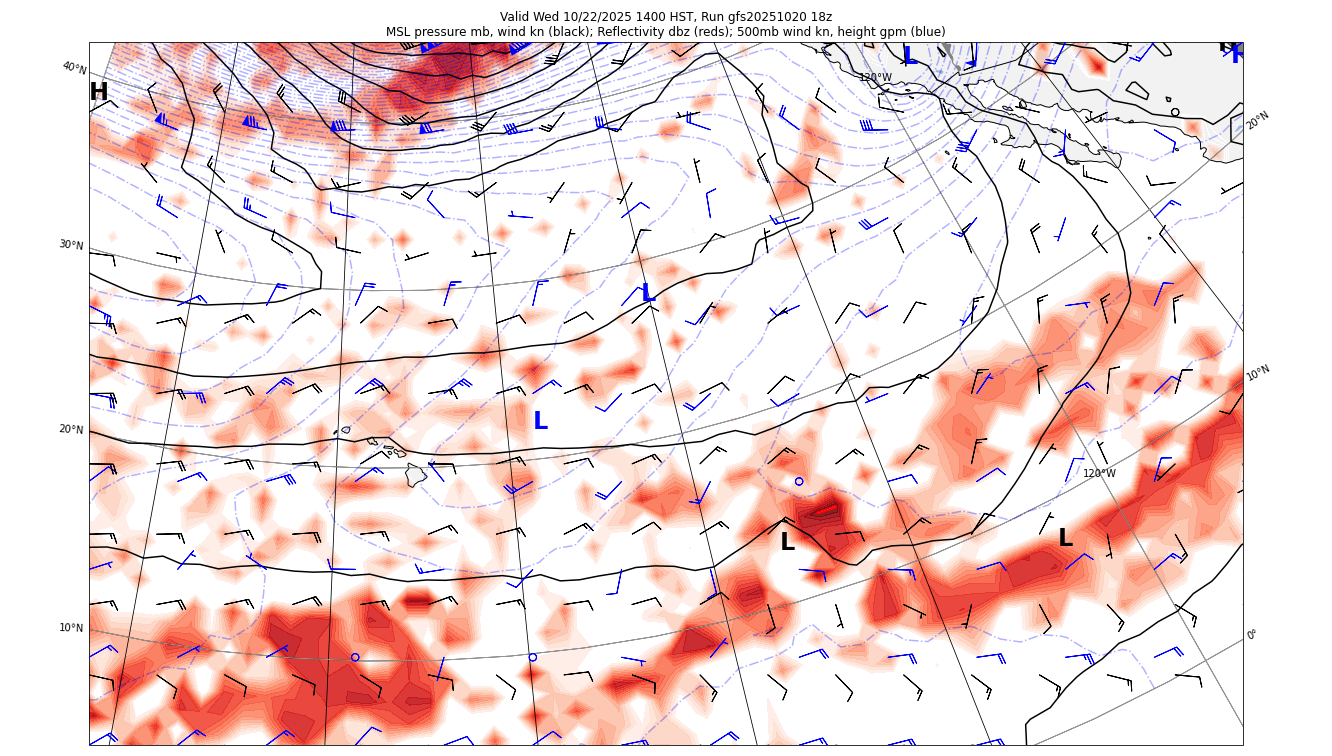 Valid Wed 10/22/2025 1400 HST, Run gfs20251020 18z
MSL pressure mb, wind kn (black); Reflectivity dbz (reds); 500mb wind kn, height gpm (blue)
40°N
H
L
120°W
20°N
30°N
L
10°N
L
20°N
120°W
L
L
10°N
0°